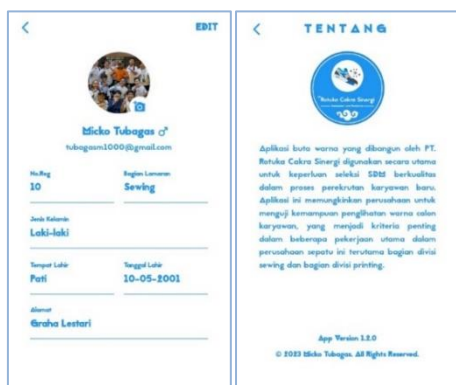 EDIT
Micko Tubagas ♂
tubagasm1000@gmail.com
No.Reg
Bagian Lamaran
10
Sewing
Jenis Kelamin
Laki-laki
Tempat Lahir
Tanggal Lahir
Pati
10-05-2001
Alamat
Graha Lestari
TENTANG
Ratuka Cakra Sinergi
Aplikasi buta warna yang dibangun oleh PT.
Ratuka Cakra Sinergi digunakan secara utama
untuk keperluan seleksi SDM berkualitas
dalam proses perekrutan karyawan baru.
Aplikasi ini memungkinkan perusahaan untuk
menguji kemampuan penglihatan warna calon
karyawan, yang menjadi kriteria penting
dalam beberapa pekerjaan utama dalam
perusahaan sepatu ini terutama bagian divisi
sewing dan bagian divisi printing.
App Version 1.2.0
© 2023 Micko Tubagas. All Rights Reserved.